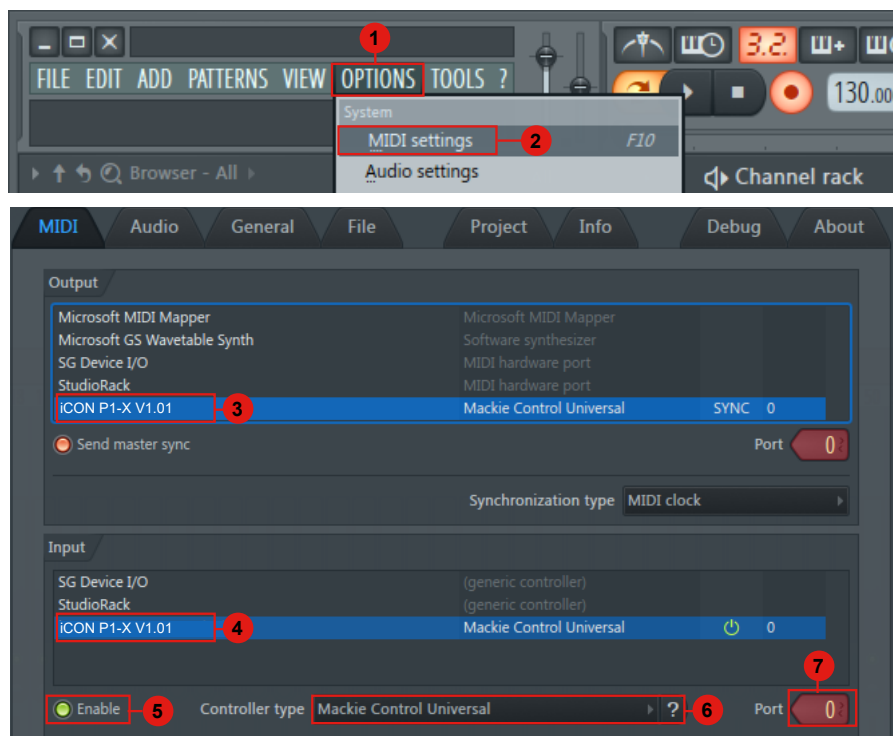 1
FILE EDIT ADD PATTERNS VIEW OPTIONS TOOLS ?
3.2.
130.00
System
MIDI settings 2 F10
Audio settings
Browser - All
Channel rack
MIDI Audio General File Project Info Debug About
Output
Microsoft MIDI Mapper Microsoft MIDI Mapper
Microsoft GS Wavetable Synth Software synthesizer
SG Device I/O MIDI hardware port
StudioRack MIDI hardware port
iCON P1-X V1.01 3 Mackie Control Universal SYNC 0
Send master sync Port 0
Synchronization type MIDI clock
Input
SG Device I/O (generic controller)
StudioRack (generic controller)
iCON P1-X V1.01 4 Mackie Control Universal 0
7
Enable 5 Controller type Mackie Control Universal ? 6 Port 0